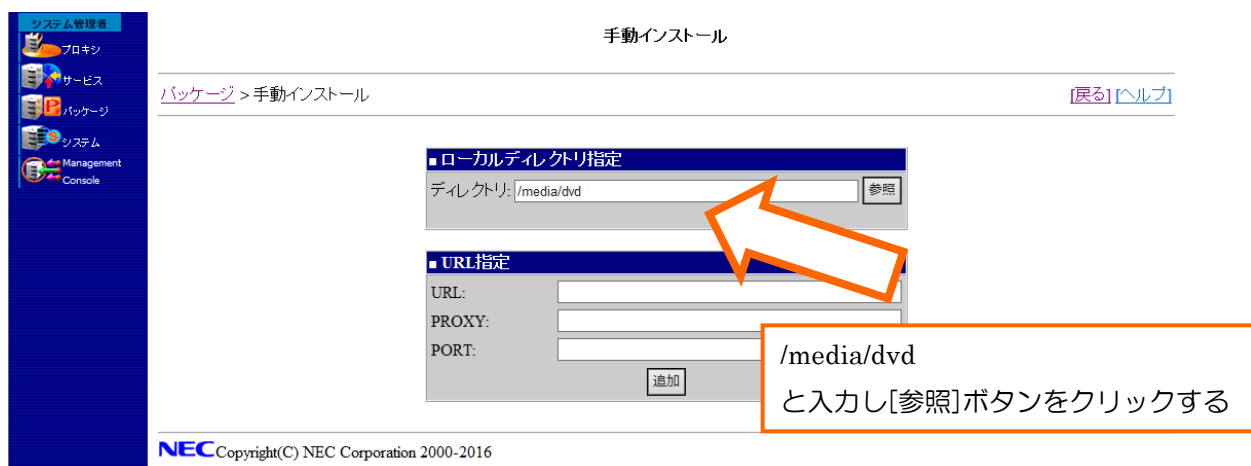 システム管理者
プロキシ
サービス
パッケージ
システム
Management
Console
手動インストール
パッケージ > 手動インストール
[戻る] [ヘルプ]
■ローカルディレクトリ指定
ディレクトリ: /media/dvd 参照
■URL指定
URL:
PROXY:
PORT:
追加
/media/dvd
と入力し[参照]ボタンをクリックする
NEC Copyright(C) NEC Corporation 2000-2016